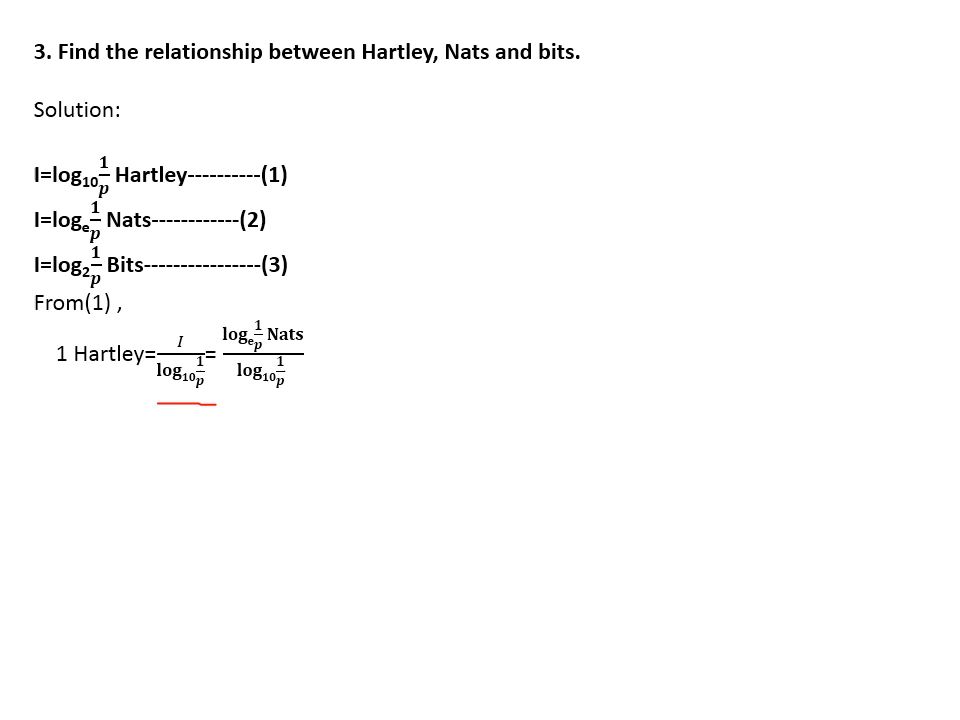 3. Find the relationship between Hartley, Nats and bits.
Solution:
I=log₁₀ 1/p Hartley----------(1)
I=logₑ 1/p Nats------------(2)
I=log₂ 1/p Bits----------------(3)
From(1) ,
1 Hartley= I / log₁₀ 1/p = logₑ 1/p Nats / log₁₀ 1/p